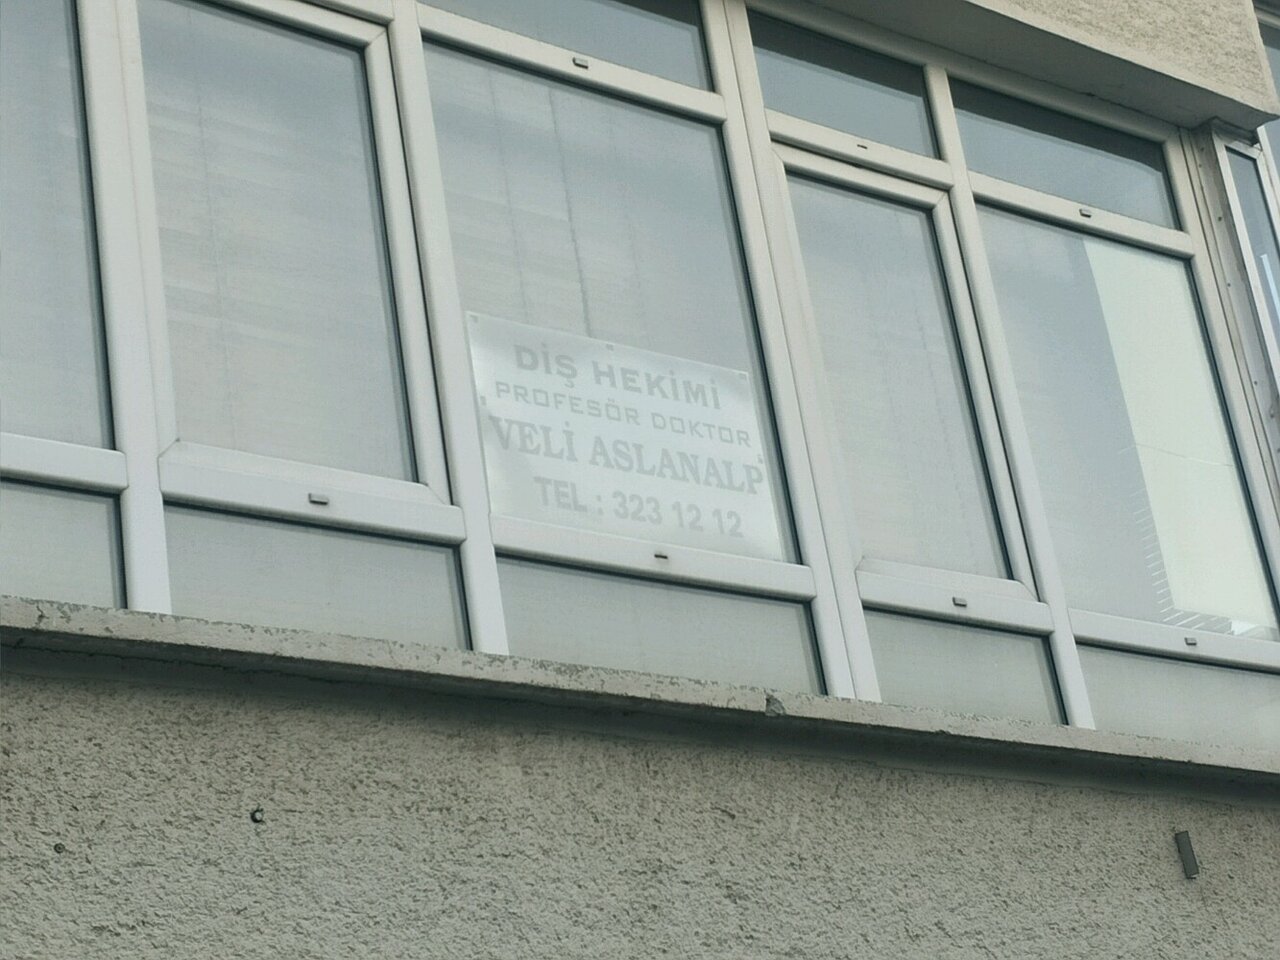 DİŞ HEKİMİ
PROFESÖR DOKTOR
VELİ ASLANALP
TEL : 323 12 12